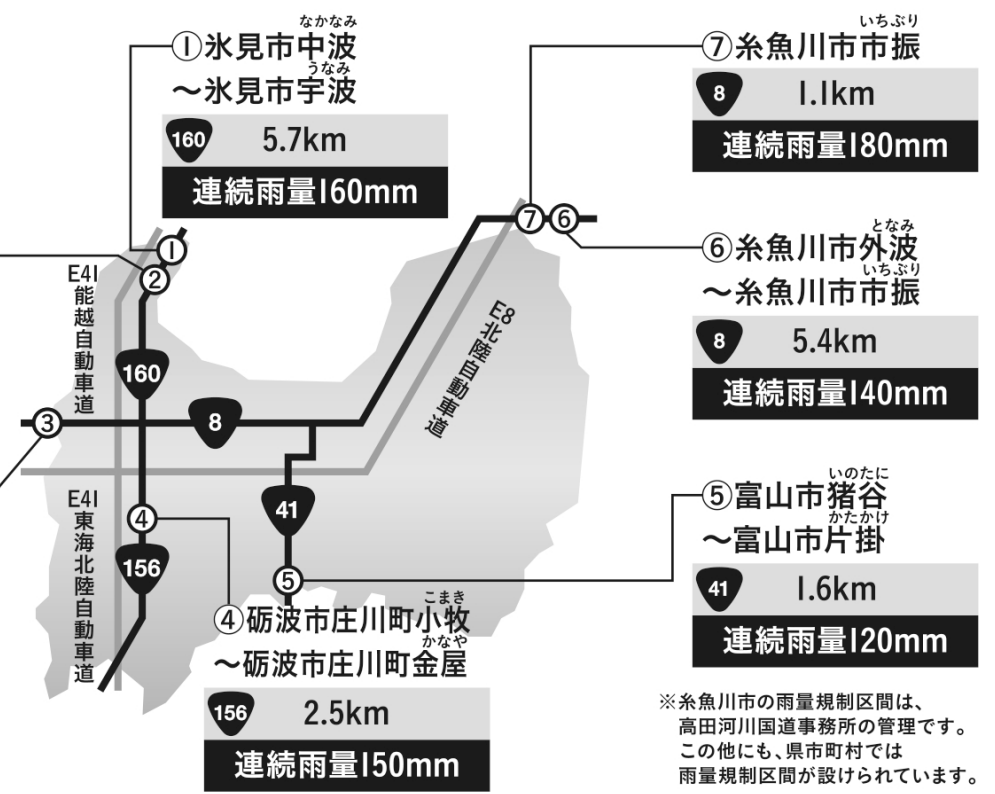 なかなみ
①氷見市中波
うなみ
～氷見市宇波
160 5.7km
連続雨量160mm
いちぶり
⑦糸魚川市市振
8 1.1km
連続雨量180mm
となみ
⑥糸魚川市外波
いちぶり
～糸魚川市市振
8 5.4km
連続雨量140mm
⑦ ⑥
①
②
E41
能越自動車道
160
E8
北陸自動車道
③
8
E41
東海北陸自動車道
④
41
156
⑤
いのたに
⑤富山市猪谷
かたかけ
～富山市片掛
41 1.6km
連続雨量120mm
こまき
④砺波市庄川町小牧
かなや
～砺波市庄川町金屋
156 2.5km
連続雨量150mm
※糸魚川市の雨量規制区間は、
高田河川国道事務所の管理です。
この他にも、県市町村では
雨量規制区間が設けられています。